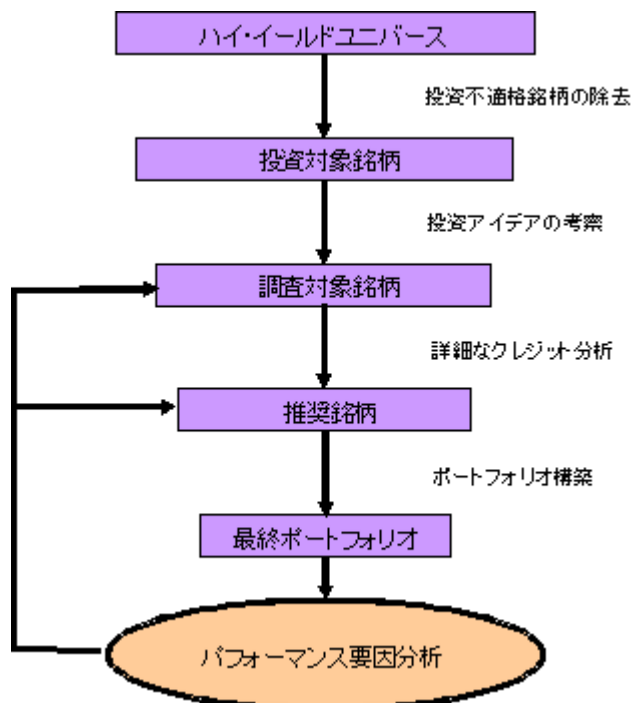 ハイ・イールドユニバース
投資不適格銘柄の除去
投資対象銘柄
投資アイデアの考察
調査対象銘柄
詳細なクレジット分析
推奨銘柄
ポートフォリオ構築
最終ポートフォリオ
パフォーマンス要因分析